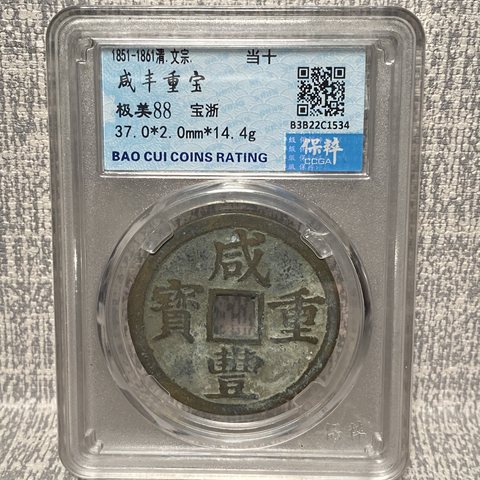 1851-1861清.文宗. 当十
咸丰重宝
极美88 宝浙
37.0*2.0mm*14.4g
BAO CUI COINS RATING
B3B22C1534
保粹
CCGA
咸
寶 重
豐